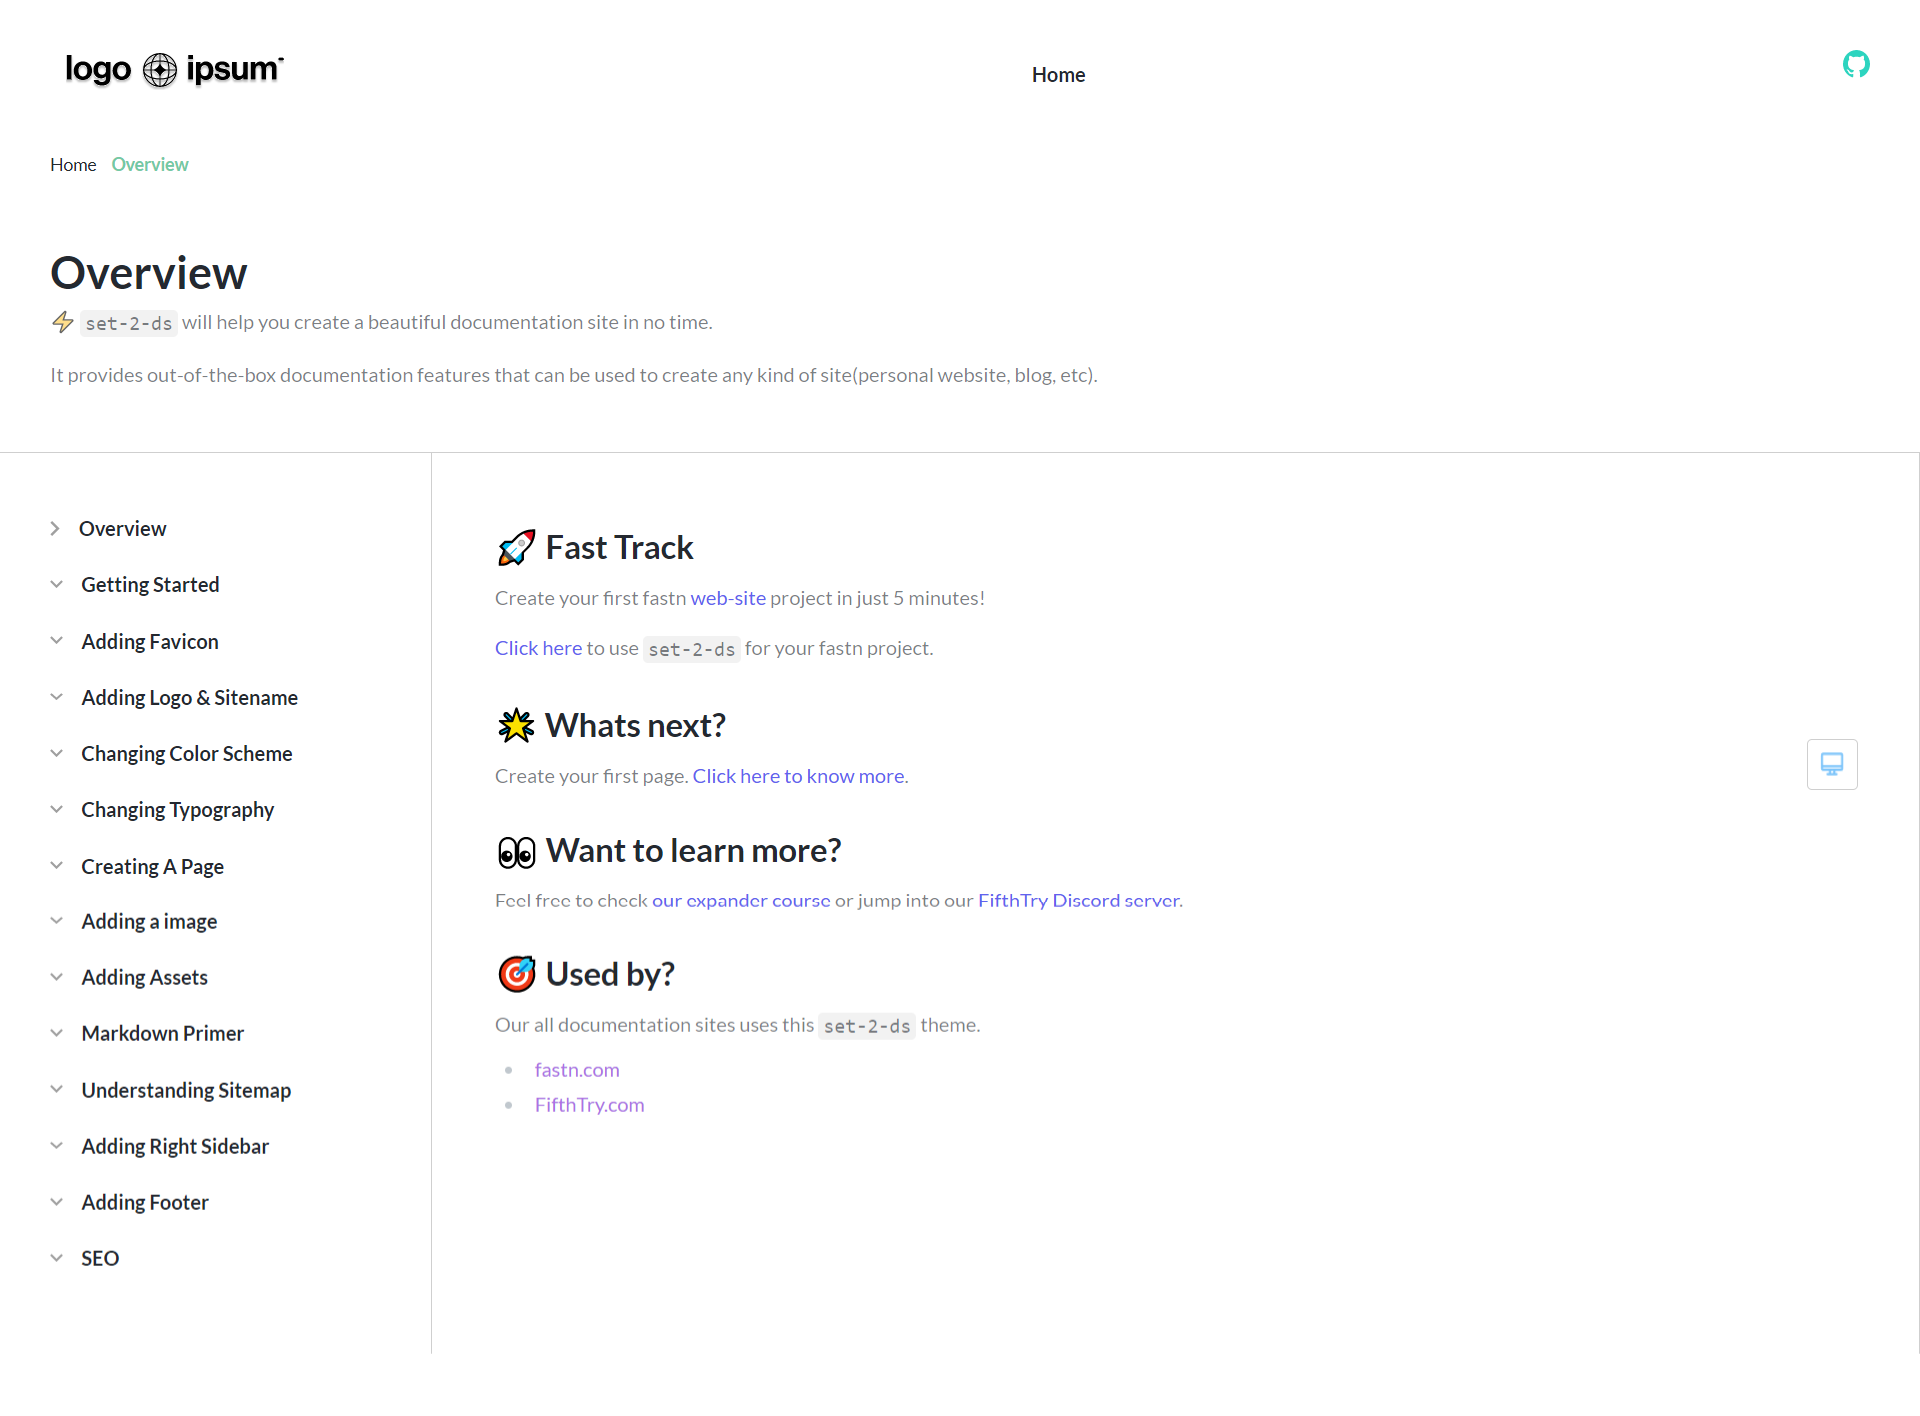 logo ipsum
Home
Home Overview
Overview
⚡ set-2-ds will help you create a beautiful documentation site in no time.
It provides out-of-the-box documentation features that can be used to create any kind of site(personal website, blog, etc).
Overview
Getting Started
Adding Favicon
Adding Logo & Sitename
Changing Color Scheme
Changing Typography
Creating A Page
Adding a image
Adding Assets
Markdown Primer
Understanding Sitemap
Adding Right Sidebar
Adding Footer
SEO
🚀 Fast Track
Create your first fastn web-site project in just 5 minutes!
Click here to use set-2-ds for your fastn project.
🌟 Whats next?
Create your first page. Click here to know more.
👀 Want to learn more?
Feel free to check our expander course or jump into our FifthTry Discord server.
🎯 Used by?
Our all documentation sites uses this set-2-ds theme.
• fastn.com
• FifthTry.com